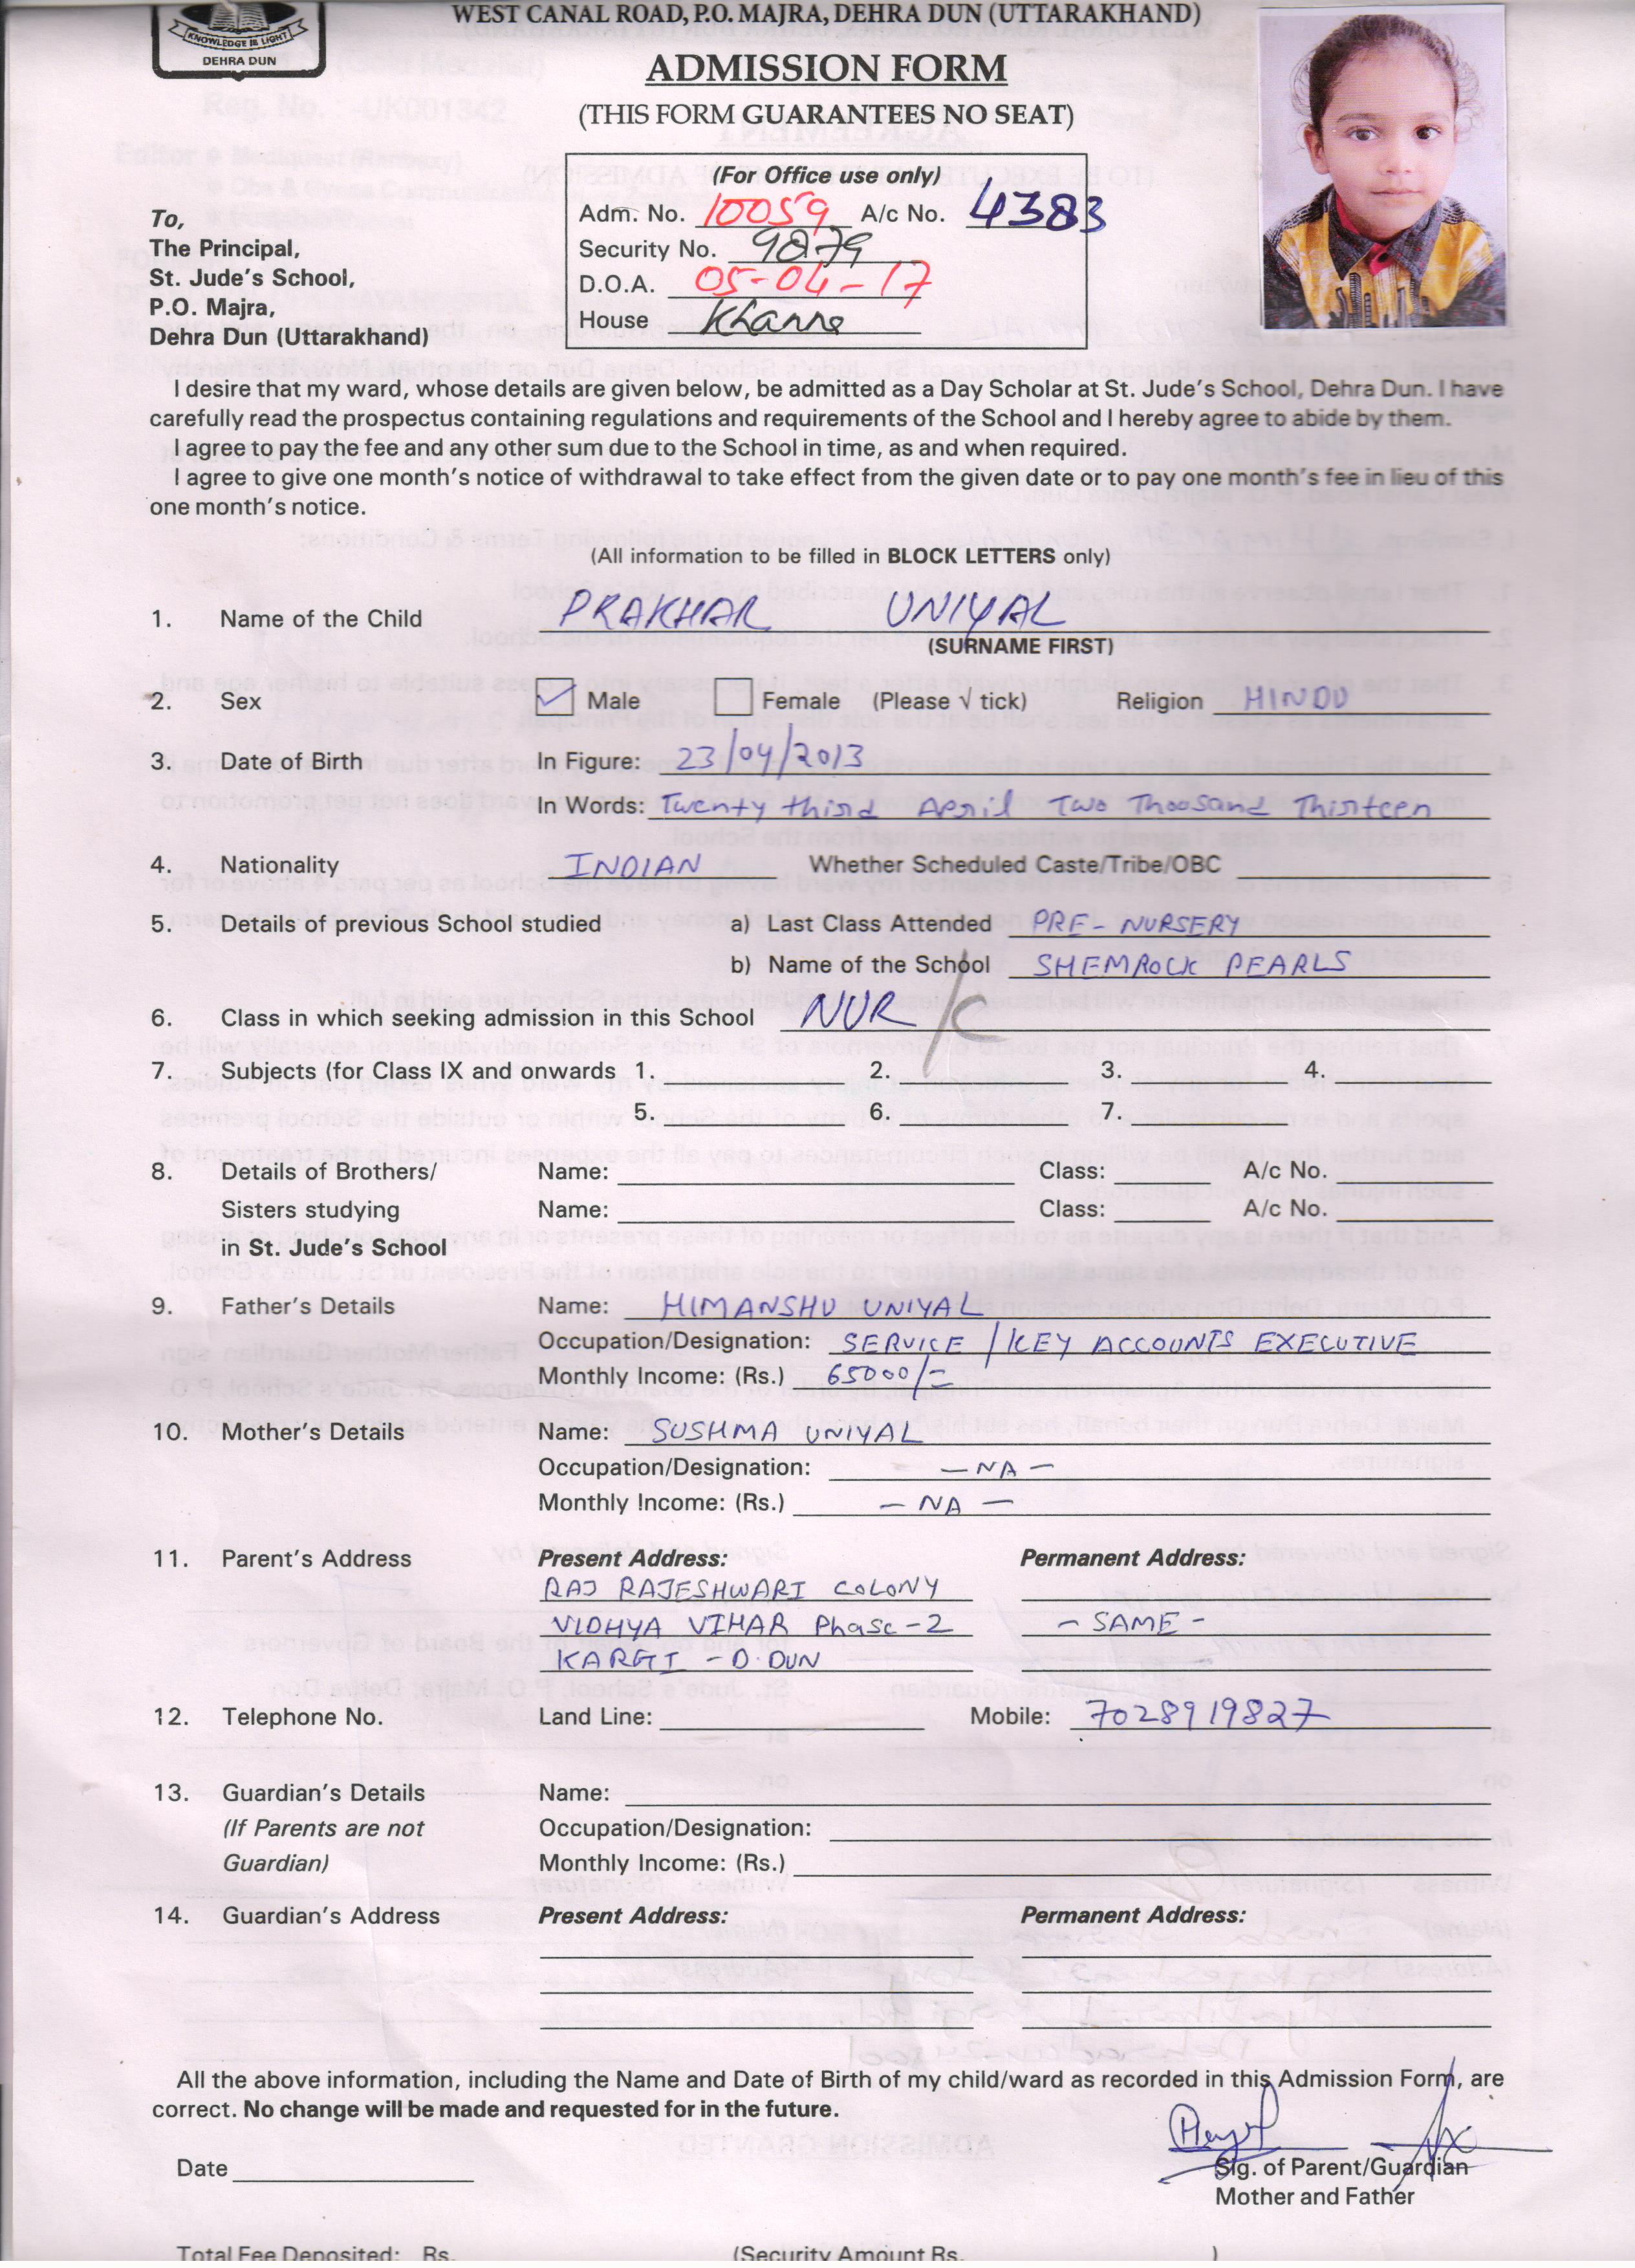 WEST CANAL ROAD, P.O. MAJRA, DEHRA DUN (UTTARAKHAND)
KNOWLEDGE IS LIGHT
DEHRA DUN
ADMISSION FORM
(THIS FORM GUARANTEES NO SEAT)
(For Office use only)
Adm. No. 10059 A/c No. 4383
Security No. 9879
D.O.A. 05-04-17
House Khanna
To,
The Principal,
St. Jude's School,
P.O. Majra,
Dehra Dun (Uttarakhand)
I desire that my ward, whose details are given below, be admitted as a Day Scholar at St. Jude's School, Dehra Dun. I have
carefully read the prospectus containing regulations and requirements of the School and I hereby agree to abide by them.
I agree to pay the fee and any other sum due to the School in time, as and when required.
I agree to give one month's notice of withdrawal to take effect from the given date or to pay one month's fee in lieu of this
one month's notice.
(All information to be filled in BLOCK LETTERS only)
1. Name of the Child PRAKHAR UNIYAL
(SURNAME FIRST)
2. Sex Male Female (Please √ tick) Religion HINDU
3. Date of Birth In Figure: 23/04/2013
In Words: Twenty third April Two Thousand Thirteen
4. Nationality INDIAN Whether Scheduled Caste/Tribe/OBC
5. Details of previous School studied a) Last Class Attended PRE-NURSERY
b) Name of the School SHEMROCK PEARLS
6. Class in which seeking admission in this School NUR
7. Subjects (for Class IX and onwards 1. 2. 3. 4.
5. 6. 7.
8. Details of Brothers/ Name: Class: A/c No.
Sisters studying Name: Class: A/c No.
in St. Jude's School
9. Father's Details Name: HIMANSHU UNIYAL
Occupation/Designation: SERVICE / KEY ACCOUNTS EXECUTIVE
Monthly Income: (Rs.) 65000/=
10. Mother's Details Name: SUSHMA UNIYAL
Occupation/Designation: — NA —
Monthly Income: (Rs.) — NA —
11. Parent's Address Present Address: Permanent Address:
RAJ RAJESHWARI COLONY
VIDHYA VIHAR Phase-2 - SAME -
KARGI - D.DUN
12. Telephone No. Land Line: Mobile: 7028919827
13. Guardian's Details Name:
(If Parents are not Occupation/Designation:
Guardian) Monthly Income: (Rs.)
14. Guardian's Address Present Address: Permanent Address:
All the above information, including the Name and Date of Birth of my child/ward as recorded in this Admission Form, are
correct. No change will be made and requested for in the future.
Date
Sig. of Parent/Guardian
Mother and Father
Total Fee Deposited: Rs. (Security Amount Rs. )